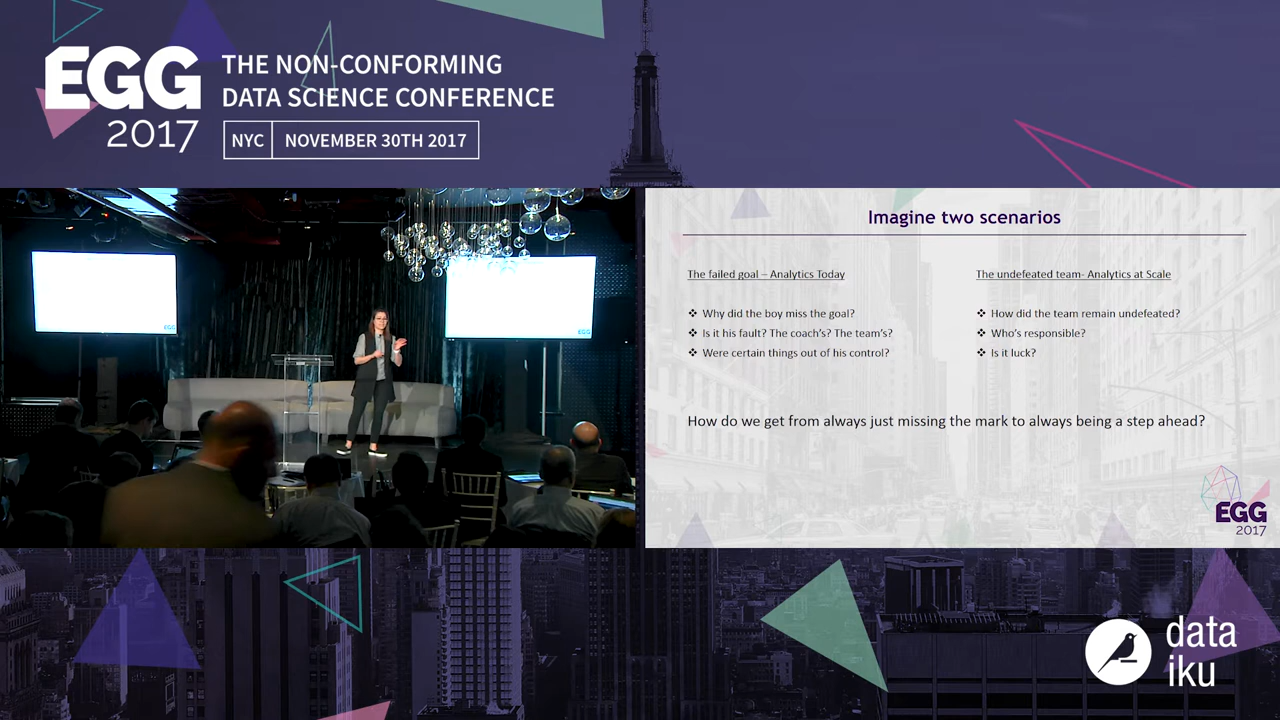 EGG
2017
THE NON-CONFORMING
DATA SCIENCE CONFERENCE
NYC
NOVEMBER 30TH 2017
Imagine two scenarios
The failed goal – Analytics Today
❖ Why did the boy miss the goal?
❖ Is it his fault? The coach's? The team's?
❖ Were certain things out of his control?
The undefeated team- Analytics at Scale
❖ How did the team remain undefeated?
❖ Who's responsible?
❖ Is it luck?
How do we get from always just missing the mark to always being a step ahead?
EGG
2017
EGG
EGG
data
iku